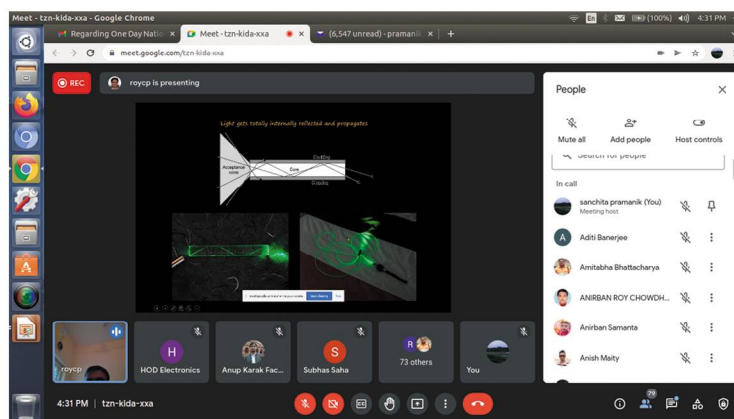 Meet - tzn-kida-xxa - Google Chrome
En
(100%)
4:31 PM
Regarding One Day Natio
Meet - tzn-kida-xxa
(6,547 unread) - pramanik
meet.google.com/tzn-kida-xxa
REC
roycp is presenting
Light gets totally internally reflected and propagates
Acceptance
cone
Cladding
Core
Cladding
roycp
H
HOD Electronics
Anup Karak Fac...
S
Subhas Saha
R
73 others
You
People
Mute all
Add people
Host controls
Search for people
In call
sanchita pramanik (You)
Meeting host
A
Aditi Banerjee
Amitabha Bhattacharya
ANIRBAN ROY CHOWDH...
Anirban Samanta
Anish Maity
4:31 PM | tzn-kida-xxa
79